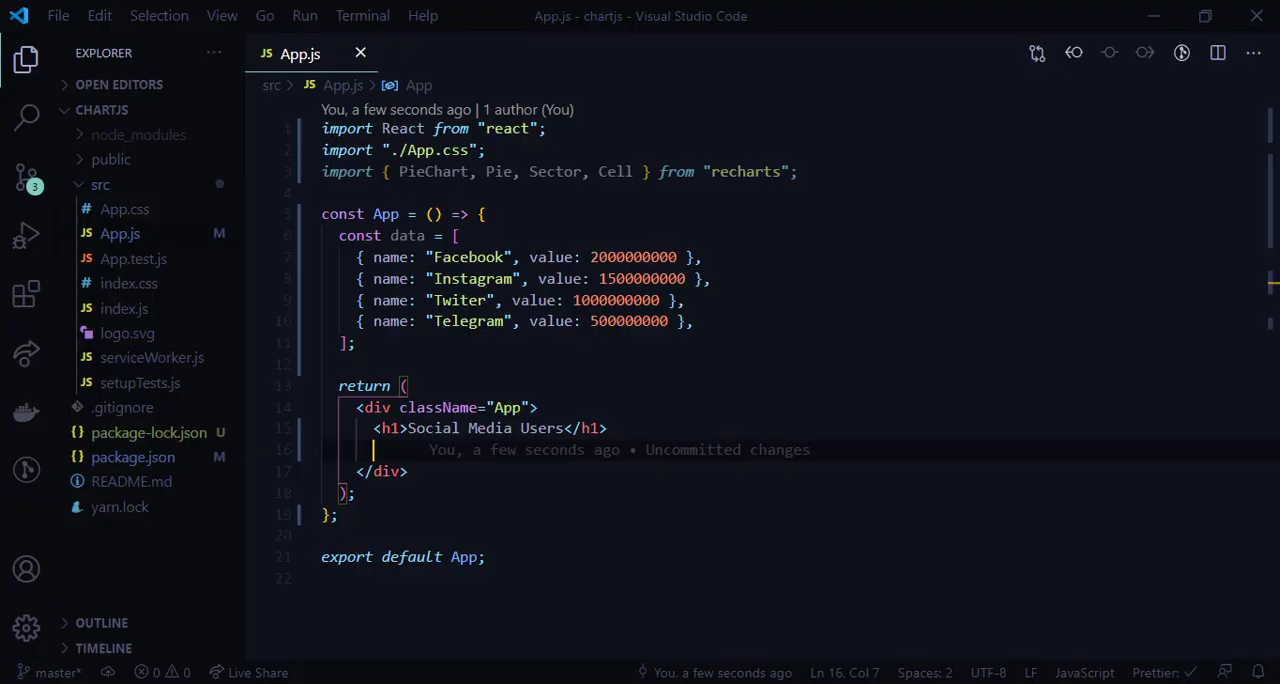 File Edit Selection View Go Run Terminal Help App.js - chartjs - Visual Studio Code
EXPLORER ...
OPEN EDITORS
CHARTJS
node_modules
public
src
# App.css
JS App.js M
JS App.test.js
# index.css
JS index.js
logo.svg
JS serviceWorker.js
JS setupTests.js
.gitignore
{} package-lock.json U
{} package.json M
README.md
yarn.lock
OUTLINE
TIMELINE
3
JS App.js
src > JS App.js > App
You, a few seconds ago | 1 author (You)
1 import React from "react";
2 import "./App.css";
3 import { PieChart, Pie, Sector, Cell } from "recharts";
4
5 const App = () => {
6 const data = [
7 { name: "Facebook", value: 2000000000 },
8 { name: "Instagram", value: 1500000000 },
9 { name: "Twiter", value: 1000000000 },
10 { name: "Telegram", value: 500000000 },
11 ];
12
13 return (
14 <div className="App">
15 <h1>Social Media Users</h1>
16 You, a few seconds ago • Uncommitted changes
17 </div>
18 );
19 };
20
21 export default App;
22
master* 0 0 Live Share You, a few seconds ago Ln 16, Col 7 Spaces: 2 UTF-8 LF JavaScript Prettier: ✓